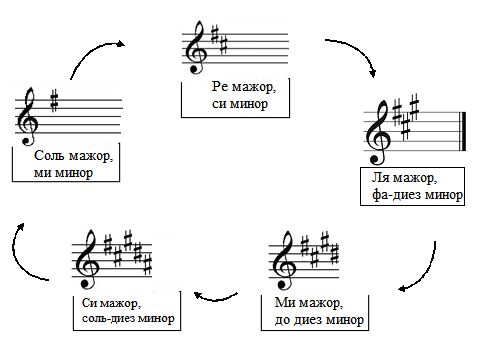 Ре мажор,
си минор
Соль мажор,
ми минор
Ля мажор,
фа-диез минор
Си мажор,
соль-диез минор
Ми мажор,
до диез минор